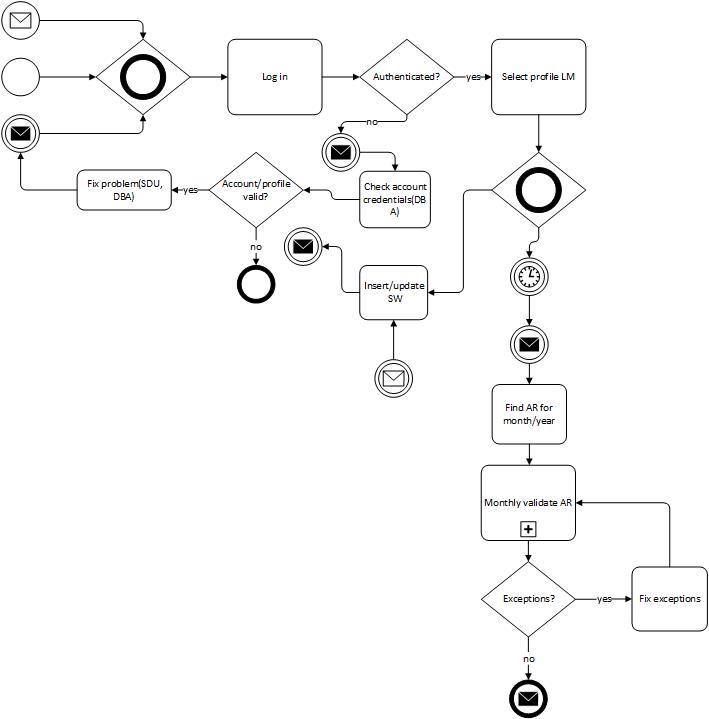 Log in
Authenticated?
yes
Select profile LM
no
Fix problem(SDU,
DBA)
yes
Account/profile
valid?
Check account
credentials(DB
A)
no
Insert/update
SW
Find AR for
month/year
Monthly validate AR
Exceptions?
yes
Fix exceptions
no